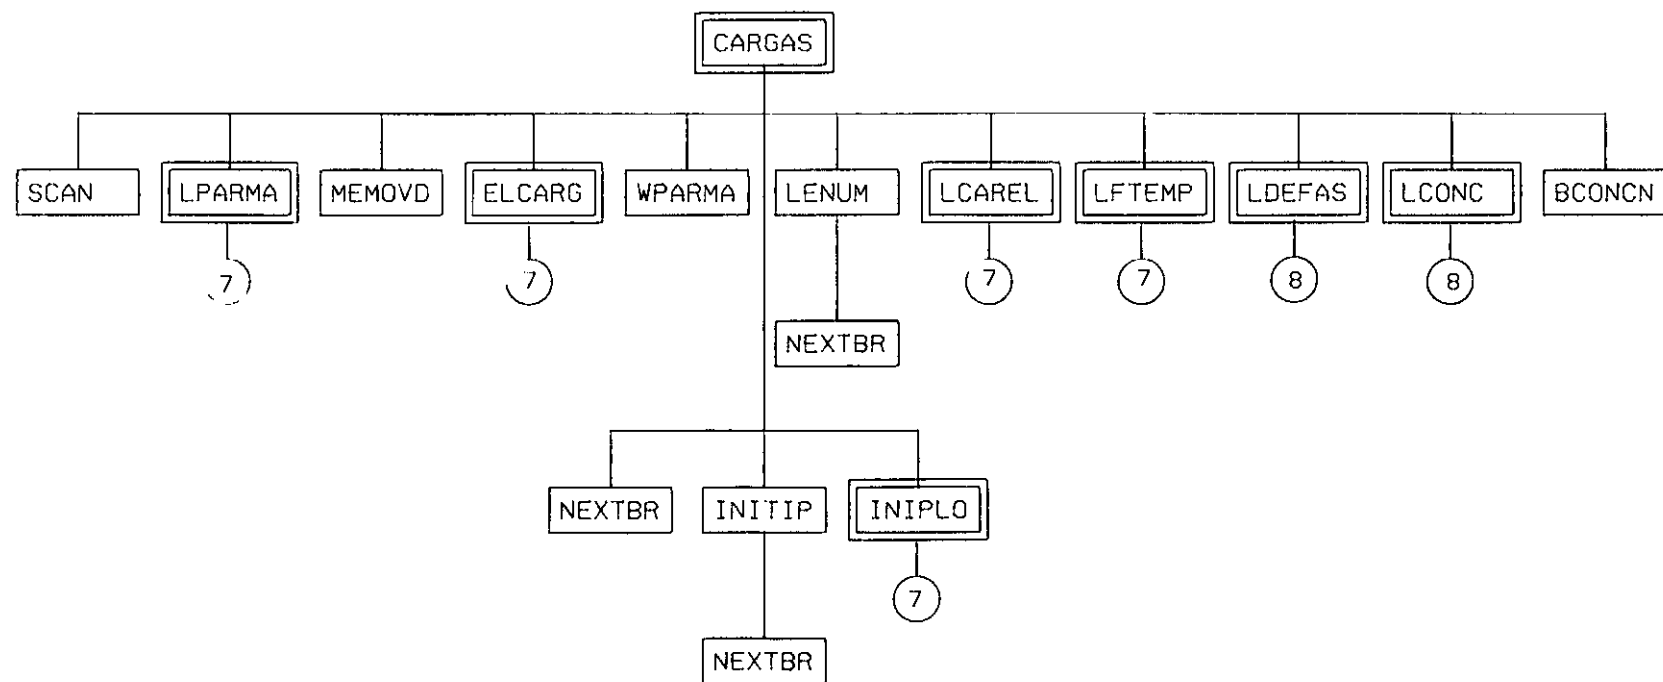 CARGAS
SCAN LPARMA MEMOVD ELCARG WPARMA LENUM LCAREL LFTEMP LDEFAS LCONC BCONCN
7 7 7 7 8 8
NEXTBR
NEXTBR INITIP INIPLO
7
NEXTBR